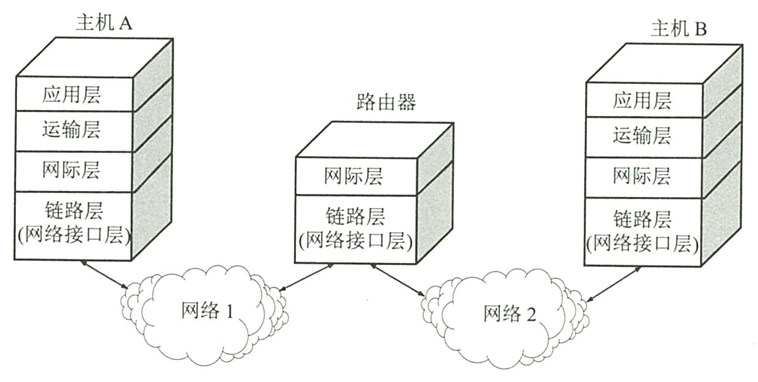 主机 A
应用层
运输层
网际层
链路层
(网络接口层)
路由器
网际层
链路层
(网络接口层)
主机 B
应用层
运输层
网际层
链路层
(网络接口层)
网络 1
网络 2